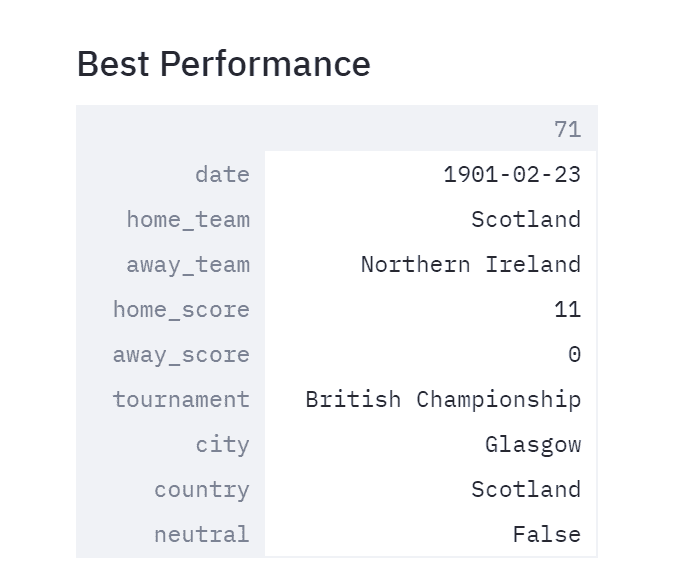 Best Performance
71
date 1901-02-23
home_team Scotland
away_team Northern Ireland
home_score 11
away_score 0
tournament British Championship
city Glasgow
country Scotland
neutral False